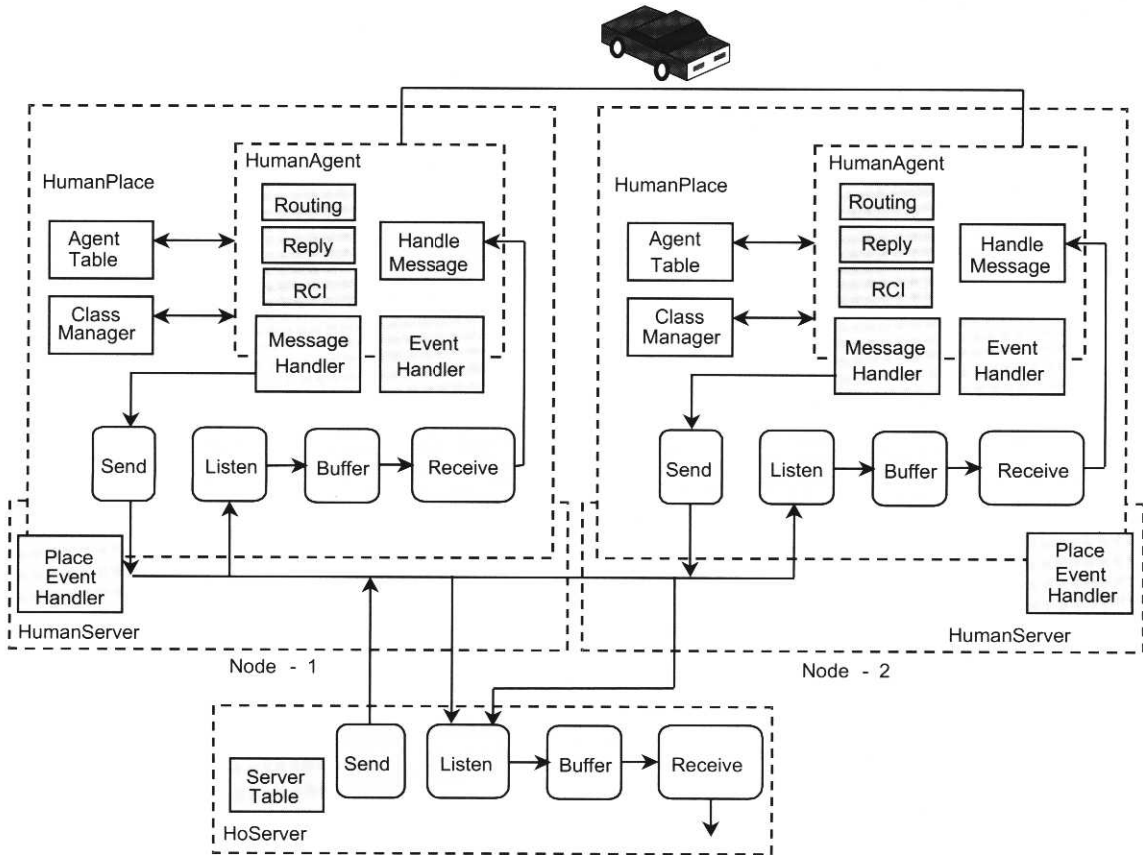 HumanAgent
HumanPlace
Routing
Agent
Table
Reply
Handle
Message
RCI
Class
Manager
Message
Handler
Event
Handler
Send
Listen
Buffer
Receive
Place
Event
Handler
HumanServer
Node - 1
HumanAgent
HumanPlace
Routing
Agent
Table
Reply
Handle
Message
RCI
Class
Manager
Message
Handler
Event
Handler
Send
Listen
Buffer
Receive
Place
Event
Handler
HumanServer
Node - 2
Send
Listen
Buffer
Receive
Server
Table
HoServer